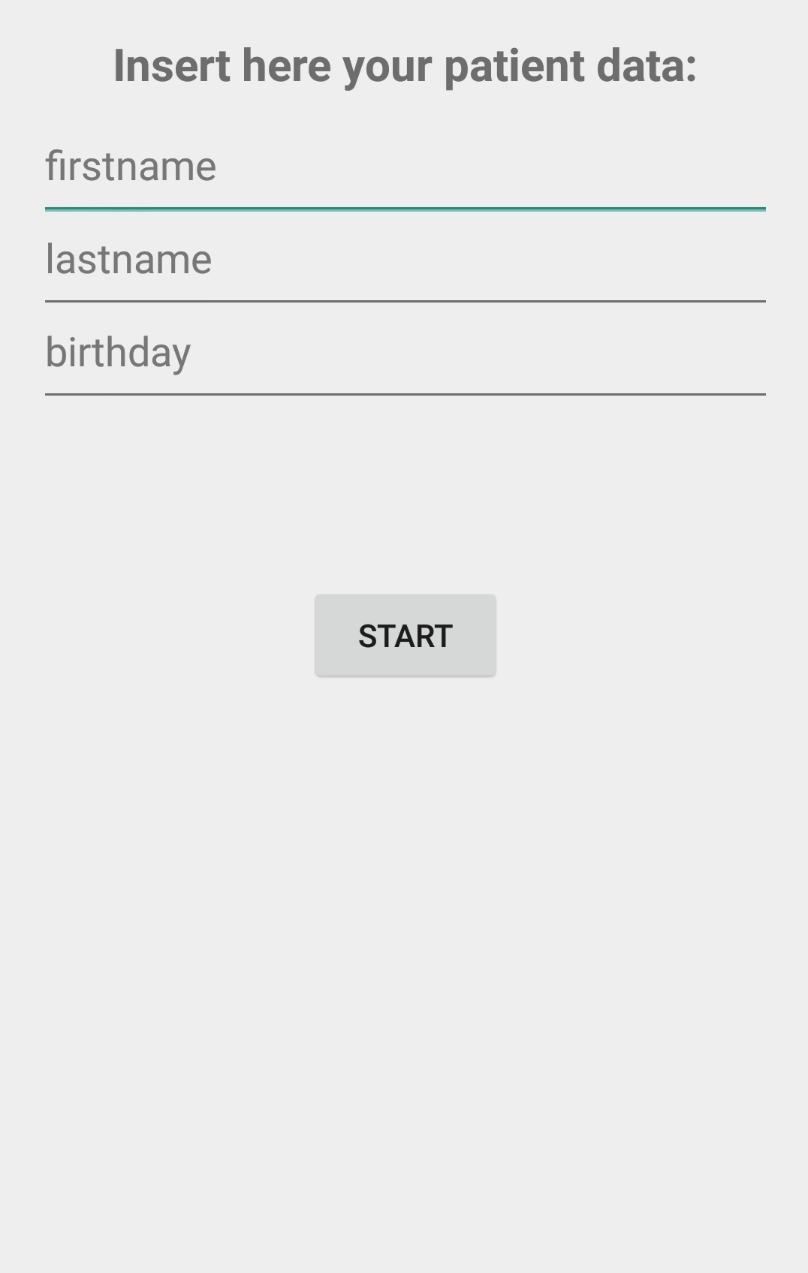 Insert here your patient data:
firstname
lastname
birthday
START